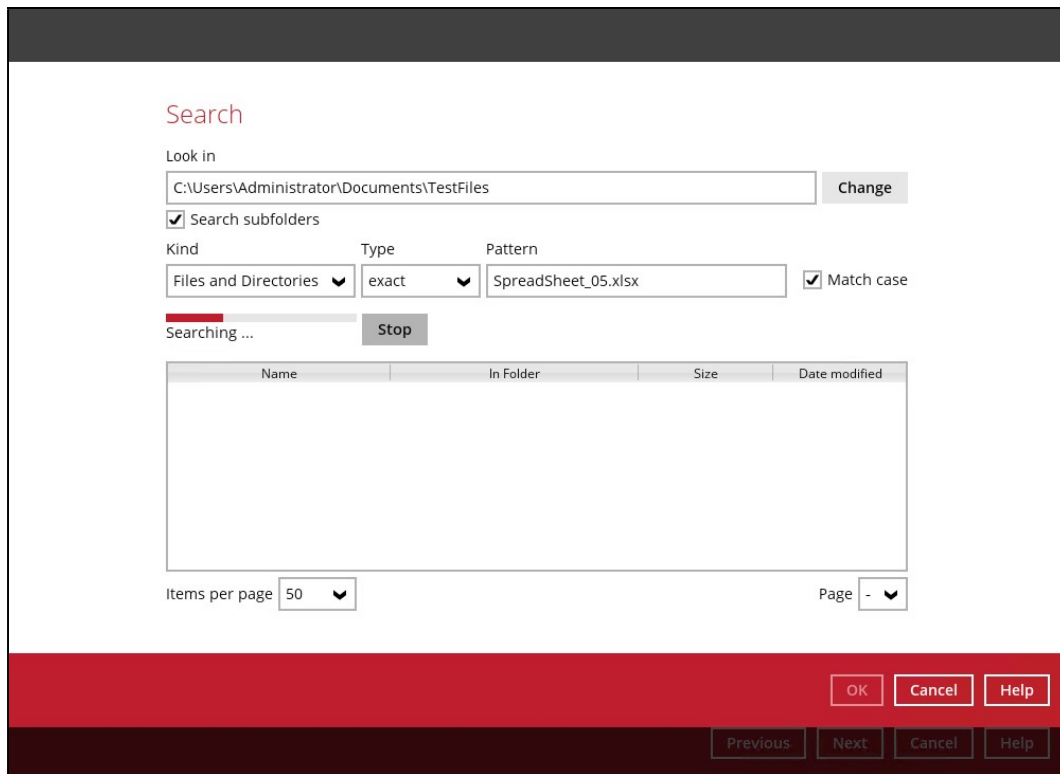 Search
Look in
C:\Users\Administrator\Documents\TestFiles Change
Search subfolders
Kind Type Pattern
Files and Directories exact SpreadSheet_05.xlsx Match case
Searching ... Stop
Name In Folder Size Date modified
Items per page 50 Page -
OK Cancel Help
Previous Next Cancel Help